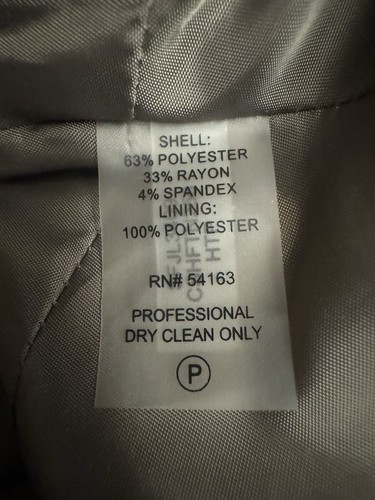 SHELL:
63% POLYESTER
33% RAYON
4% SPANDEX
LINING:
100% POLYESTER
RN# 54163
PROFESSIONAL
DRY CLEAN ONLY
P